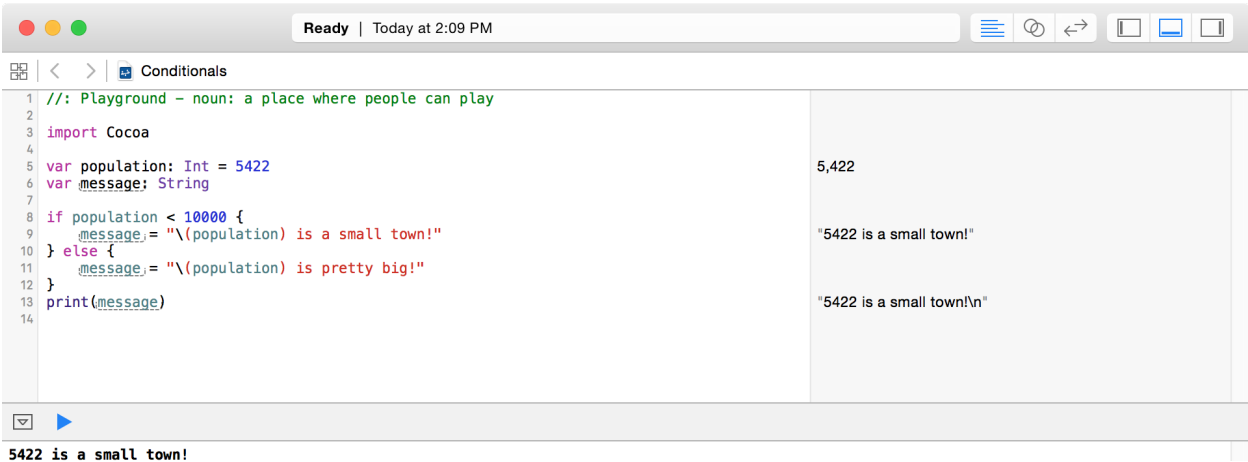 Ready | Today at 2:09 PM
Conditionals
1 //: Playground – noun: a place where people can play
2
3 import Cocoa
4
5 var population: Int = 5422 5,422
6 var message: String
7
8 if population < 10000 {
9 message = "\(population) is a small town!" "5422 is a small town!"
10 } else {
11 message = "\(population) is pretty big!"
12 }
13 print(message) "5422 is a small town!\n"
14
5422 is a small town!